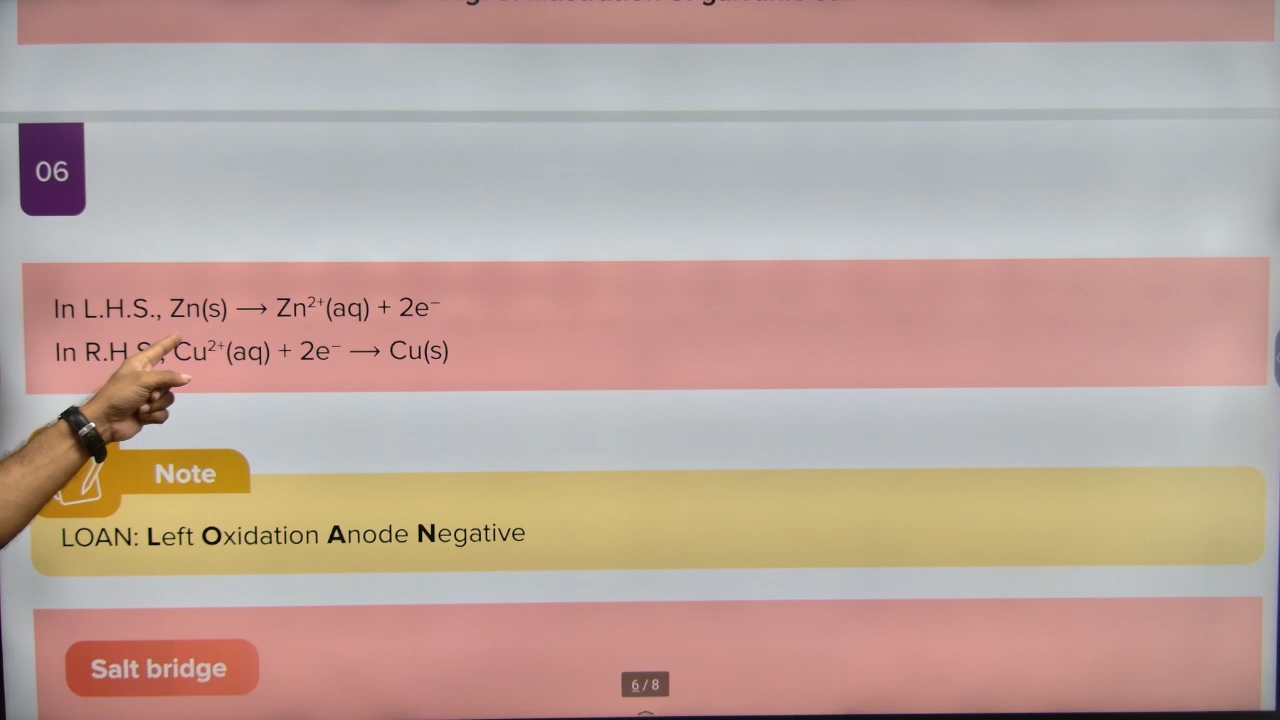 06
In L.H.S., Zn(s) ⟶ Zn²⁺(aq) + 2e⁻
In R.H.S., Cu²⁺(aq) + 2e⁻ ⟶ Cu(s)
Note
LOAN: Left Oxidation Anode Negative
Salt bridge
6 / 8